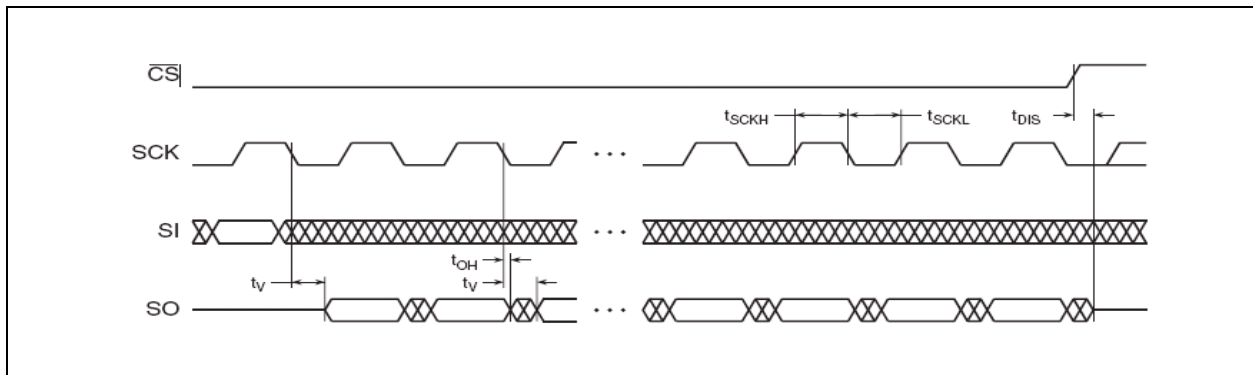 CS
tSCKH
tSCKL
tDIS
SCK
• • •
SI
• • •
tOH
tV
tV
SO
• • •